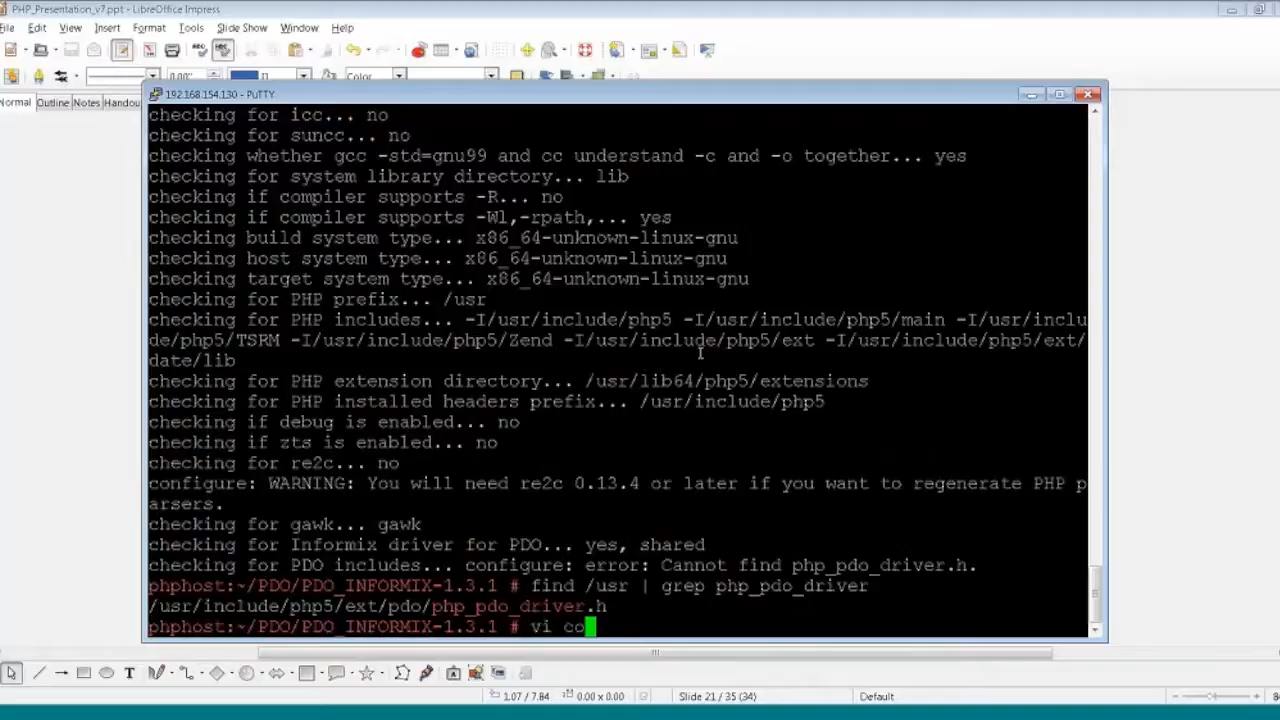 PHP_Presentation_v7.ppt - LibreOffice Impress
File Edit View Insert Format Tools Slide Show Window Help
Color
Normal Outline Notes Handou
192.168.154.130 - PuTTY
checking for icc... no
checking for suncc... no
checking whether gcc -std=gnu99 and cc understand -c and -o together... yes
checking for system library directory... lib
checking if compiler supports -R... no
checking if compiler supports -Wl,-rpath,... yes
checking build system type... x86_64-unknown-linux-gnu
checking host system type... x86_64-unknown-linux-gnu
checking target system type... x86_64-unknown-linux-gnu
checking for PHP prefix... /usr
checking for PHP includes... -I/usr/include/php5 -I/usr/include/php5/main -I/usr/inclu
de/php5/TSRM -I/usr/include/php5/Zend -I/usr/include/php5/ext -I/usr/include/php5/ext/
date/lib
checking for PHP extension directory... /usr/lib64/php5/extensions
checking for PHP installed headers prefix... /usr/include/php5
checking if debug is enabled... no
checking if zts is enabled... no
checking for re2c... no
configure: WARNING: You will need re2c 0.13.4 or later if you want to regenerate PHP p
arsers.
checking for gawk... gawk
checking for Informix driver for PDO... yes, shared
checking for PDO includes... configure: error: Cannot find php_pdo_driver.h.
phphost:~/PDO/PDO_INFORMIX-1.3.1 # find /usr | grep php_pdo_driver
/usr/include/php5/ext/pdo/php_pdo_driver.h
phphost:~/PDO/PDO_INFORMIX-1.3.1 # vi co
1.07 / 7.84 0.00 x 0.00 Slide 21 / 35 (34) Default